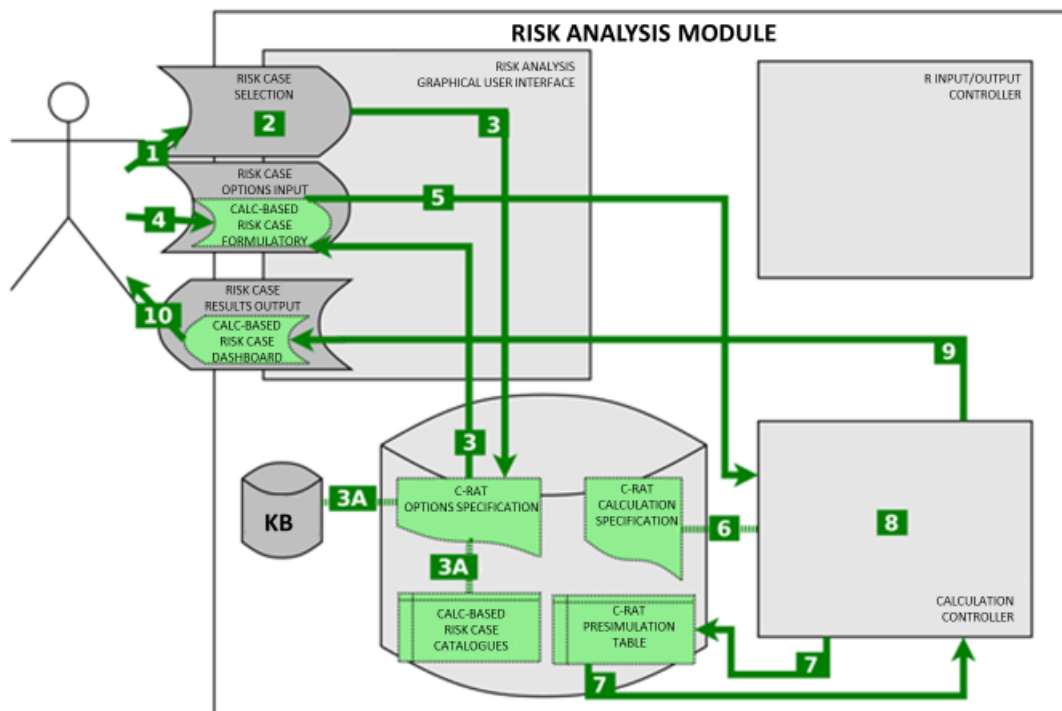 RISK ANALYSIS MODULE
RISK CASE
SELECTION
2
RISK ANALYSIS
GRAPHICAL USER INTERFACE
3
R INPUT/OUTPUT
CONTROLLER
1
RISK CASE
OPTIONS INPUT
5
CALC-BASED
RISK CASE
FORMULATORY
4
RISK CASE
RESULTS OUTPUT
10
CALC-BASED
RISK CASE
DASHBOARD
9
3
KB
3A
C-RAT
OPTIONS SPECIFICATION
C-RAT
CALCULATION
SPECIFICATION
6
8
3A
CALC-BASED
RISK CASE
CATALOGUES
C-RAT
PRESIMULATION
TABLE
CALCULATION
CONTROLLER
7
7